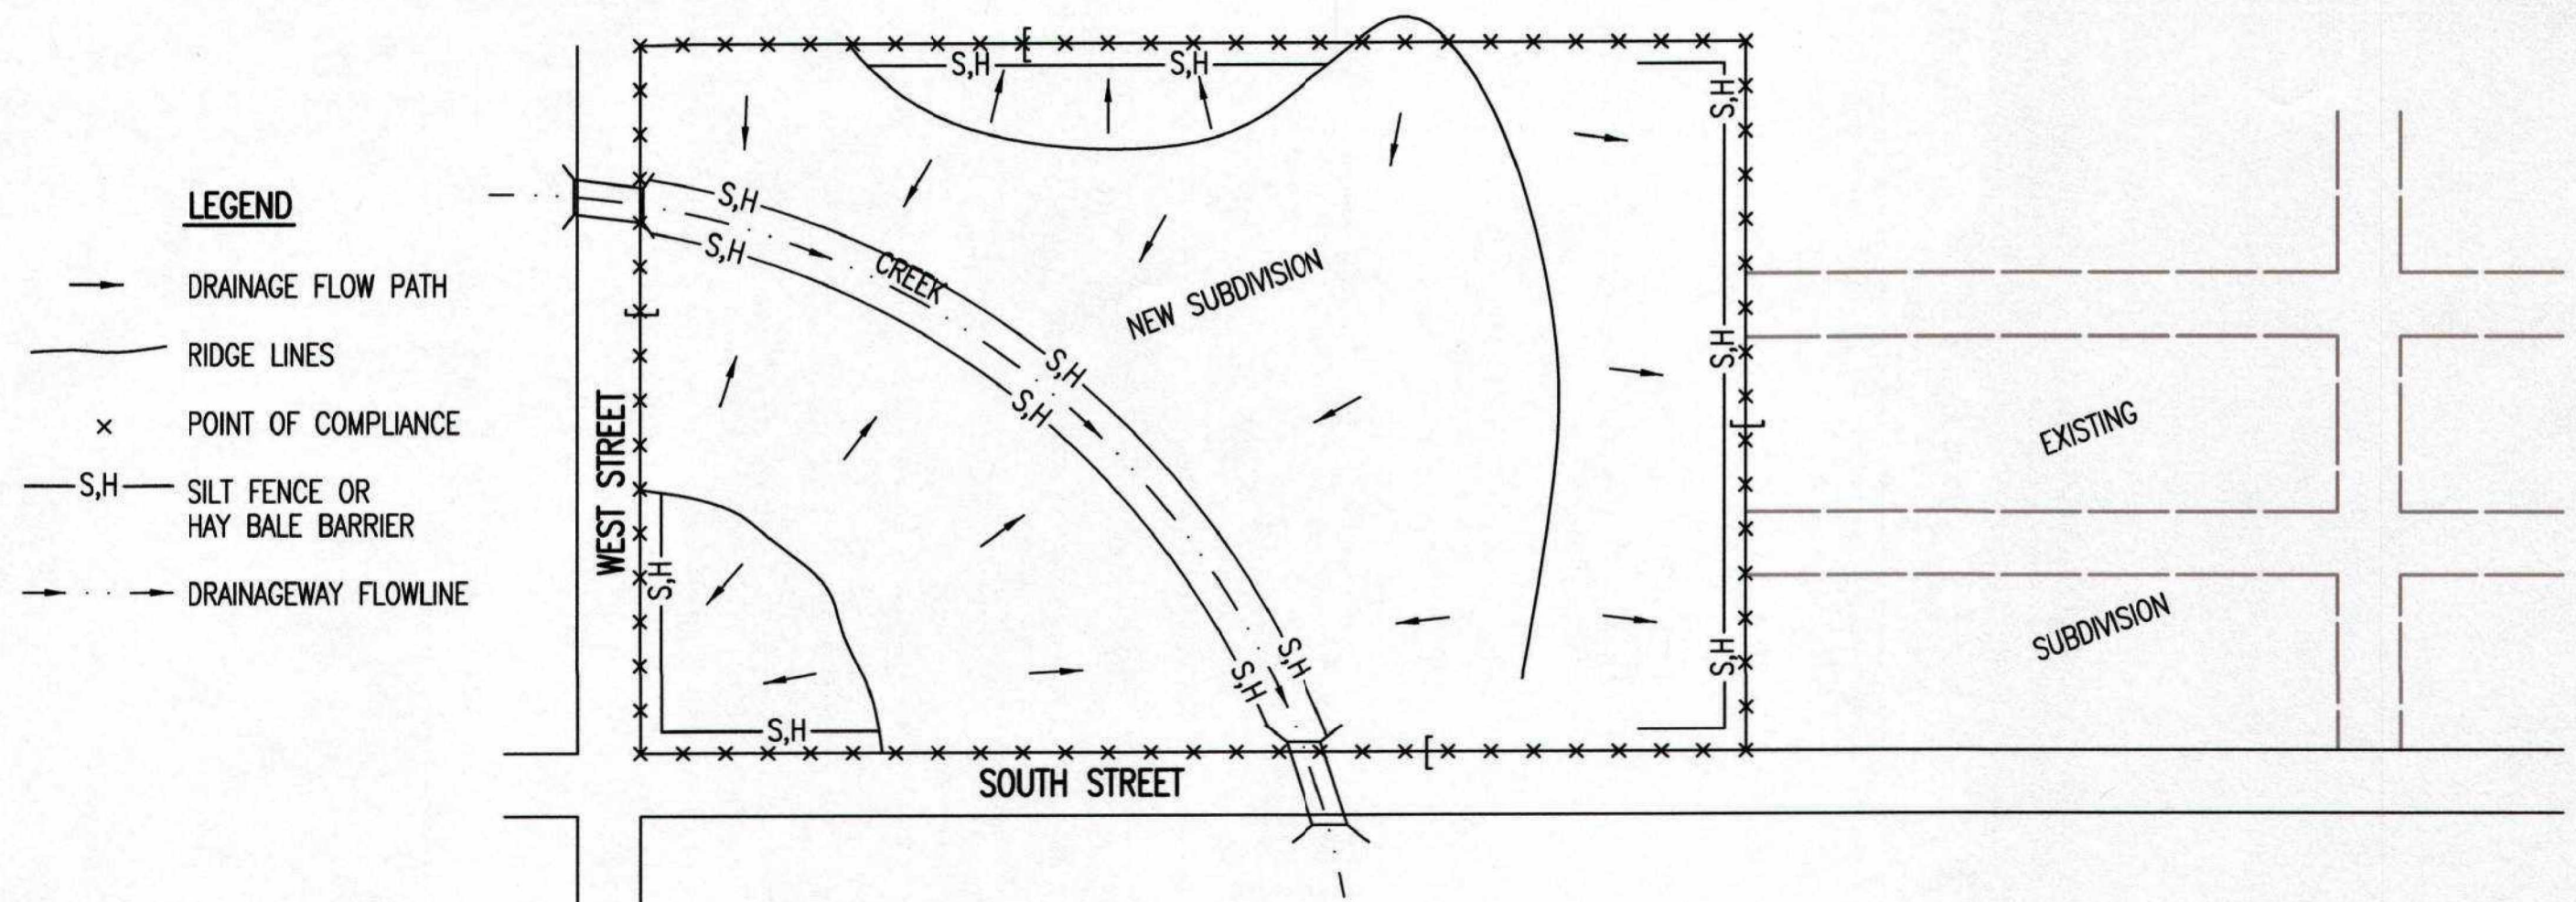 LEGEND
DRAINAGE FLOW PATH
RIDGE LINES
POINT OF COMPLIANCE
S,H
SILT FENCE OR
HAY BALE BARRIER
DRAINAGEWAY FLOWLINE
S,H
S,H
S,H
S,H
S,H
CREEK
NEW SUBDIVISION
S,H
S,H
S,H
WEST STREET
EXISTING
S,H
S,H
S,H
S,H
S,H
SUBDIVISION
SOUTH STREET